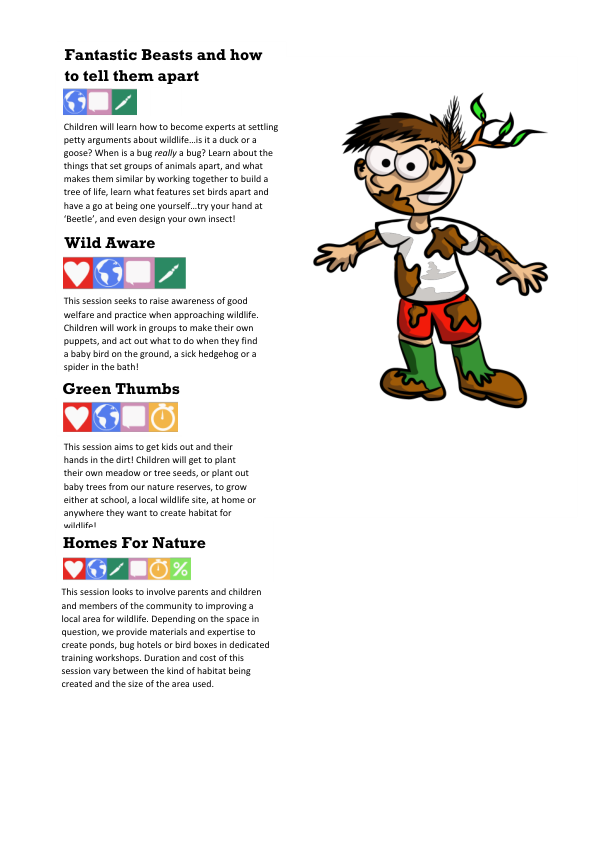 Fantastic Beasts and how
to tell them apart
Children will learn how to become experts at settling
petty arguments about wildlife…is it a duck or a
goose? When is a bug really a bug? Learn about the
things that set groups of animals apart, and what
makes them similar by working together to build a
tree of life, learn what features set birds apart and
have a go at being one yourself…try your hand at
‘Beetle’, and even design your own insect!
Wild Aware
This session seeks to raise awareness of good
welfare and practice when approaching wildlife.
Children will work in groups to make their own
puppets, and act out what to do when they find
a baby bird on the ground, a sick hedgehog or a
spider in the bath!
Green Thumbs
This session aims to get kids out and their
hands in the dirt! Children will get to plant
their own meadow or tree seeds, or plant out
baby trees from our nature reserves, to grow
either at school, a local wildlife site, at home or
anywhere they want to create habitat for
wildlife!
Homes For Nature
%
This session looks to involve parents and children
and members of the community to improving a
local area for wildlife. Depending on the space in
question, we provide materials and expertise to
create ponds, bug hotels or bird boxes in dedicated
training workshops. Duration and cost of this
session vary between the kind of habitat being
created and the size of the area used.